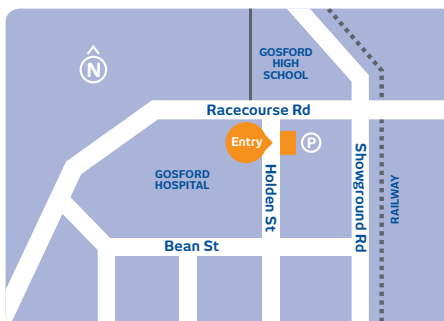 GOSFORD
HIGH
SCHOOL
N
Racecourse Rd
Entry
P
GOSFORD
HOSPITAL
Holden St
Showground Rd
RAILWAY
Bean St